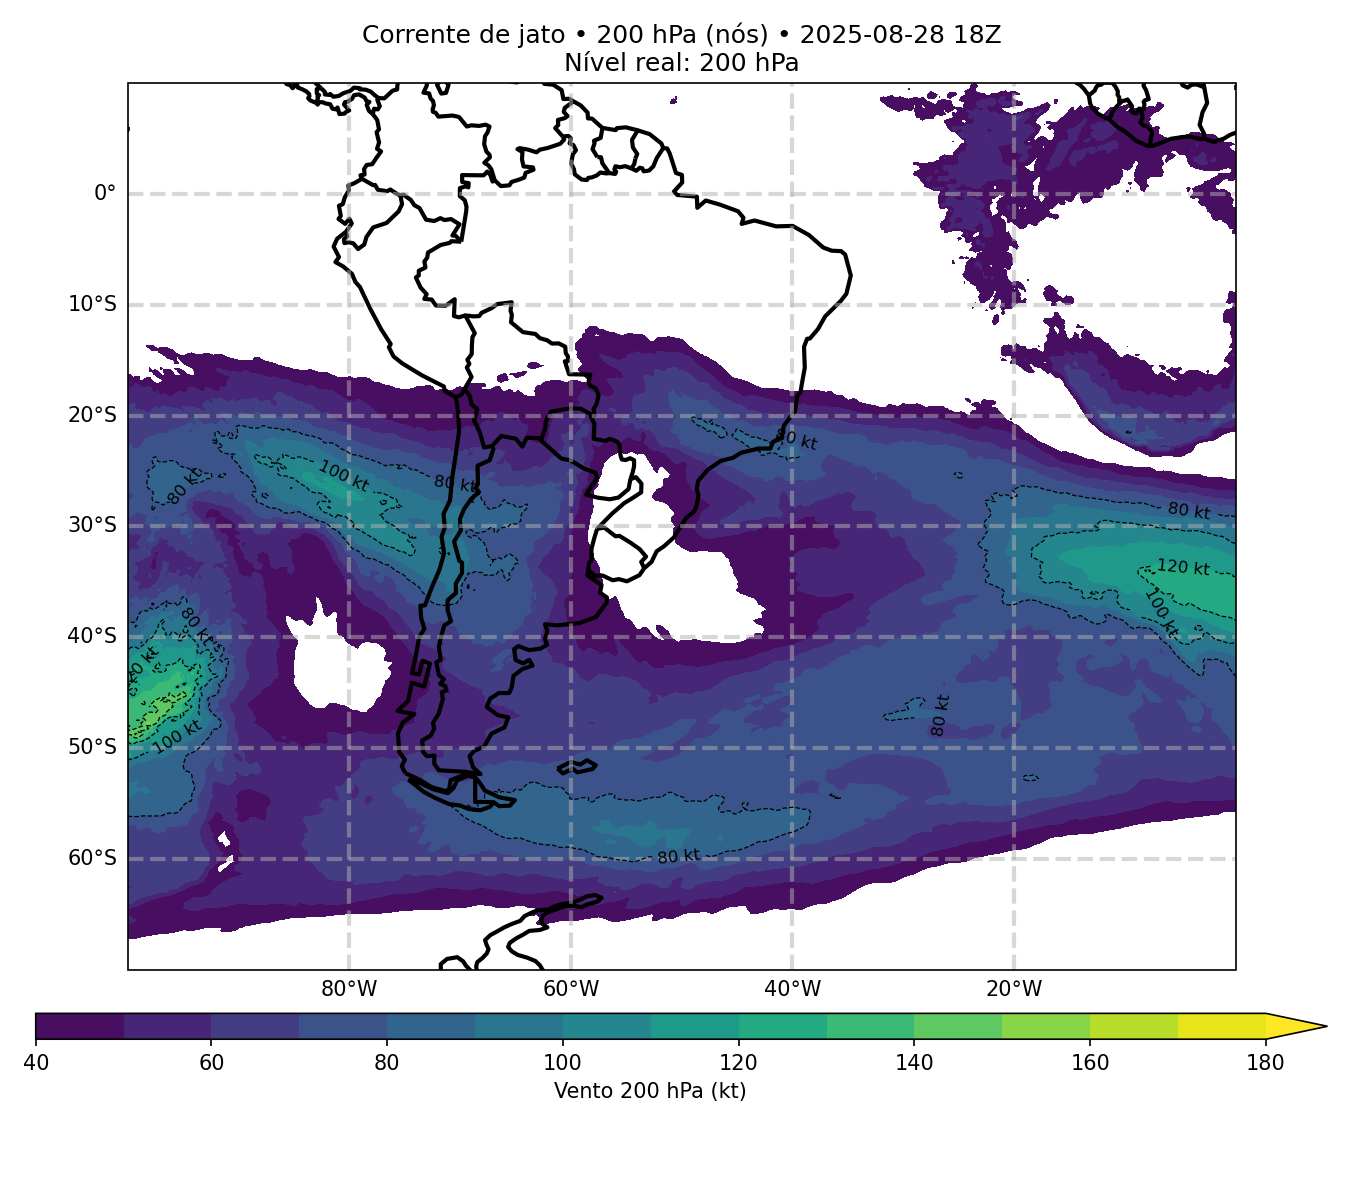 Corrente de jato • 200 hPa (nós) • 2025-08-28 18Z
Nível real: 200 hPa
0°
10°S
20°S
30°S
40°S
50°S
60°S
80 kt
100 kt
80 kt
80 kt
80 kt
120 kt
100 kt
80 kt
100 kt
80 kt
80 kt
80°W
60°W
40°W
20°W
40
60
80
100
120
140
160
180
Vento 200 hPa (kt)